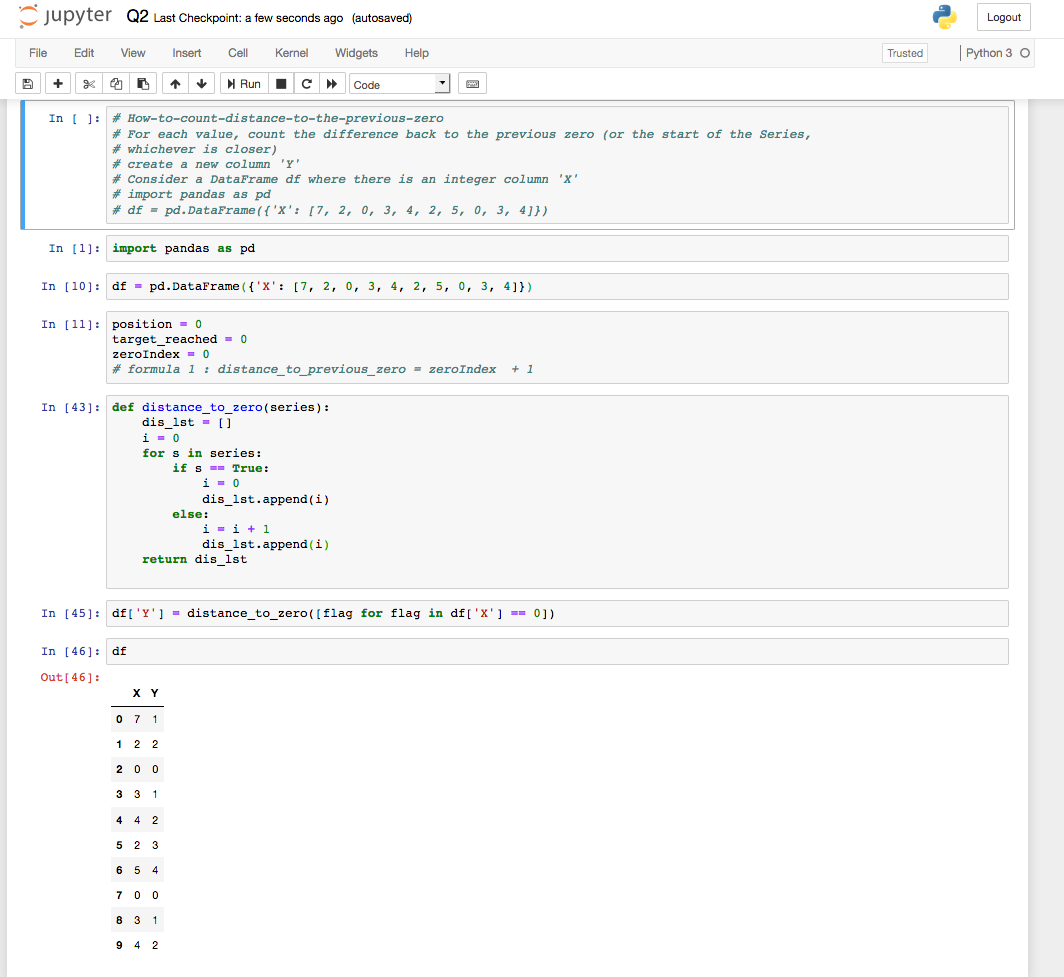 jupyter Q2 Last Checkpoint: a few seconds ago (autosaved) Logout
File Edit View Insert Cell Kernel Widgets Help Trusted Python 3
Run Code
In [ ]: # How-to-count-distance-to-the-previous-zero
# For each value, count the difference back to the previous zero (or the start of the Series,
# whichever is closer)
# create a new column 'Y'
# Consider a DataFrame df where there is an integer column 'X'
# import pandas as pd
# df = pd.DataFrame({'X': [7, 2, 0, 3, 4, 2, 5, 0, 3, 4]})
In [1]: import pandas as pd
In [10]: df = pd.DataFrame({'X': [7, 2, 0, 3, 4, 2, 5, 0, 3, 4]})
In [11]: position = 0
target_reached = 0
zeroIndex = 0
# formula 1 : distance_to_previous_zero = zeroIndex  + 1
In [43]: def distance_to_zero(series):
    dis_lst = []
    i = 0
    for s in series:
        if s == True:
            i = 0
            dis_lst.append(i)
        else:
            i = i + 1
            dis_lst.append(i)
    return dis_lst
In [45]: df['Y'] = distance_to_zero([flag for flag in df['X'] == 0])
In [46]: df
Out[46]:
X Y
0 7 1
1 2 2
2 0 0
3 3 1
4 4 2
5 2 3
6 5 4
7 0 0
8 3 1
9 4 2